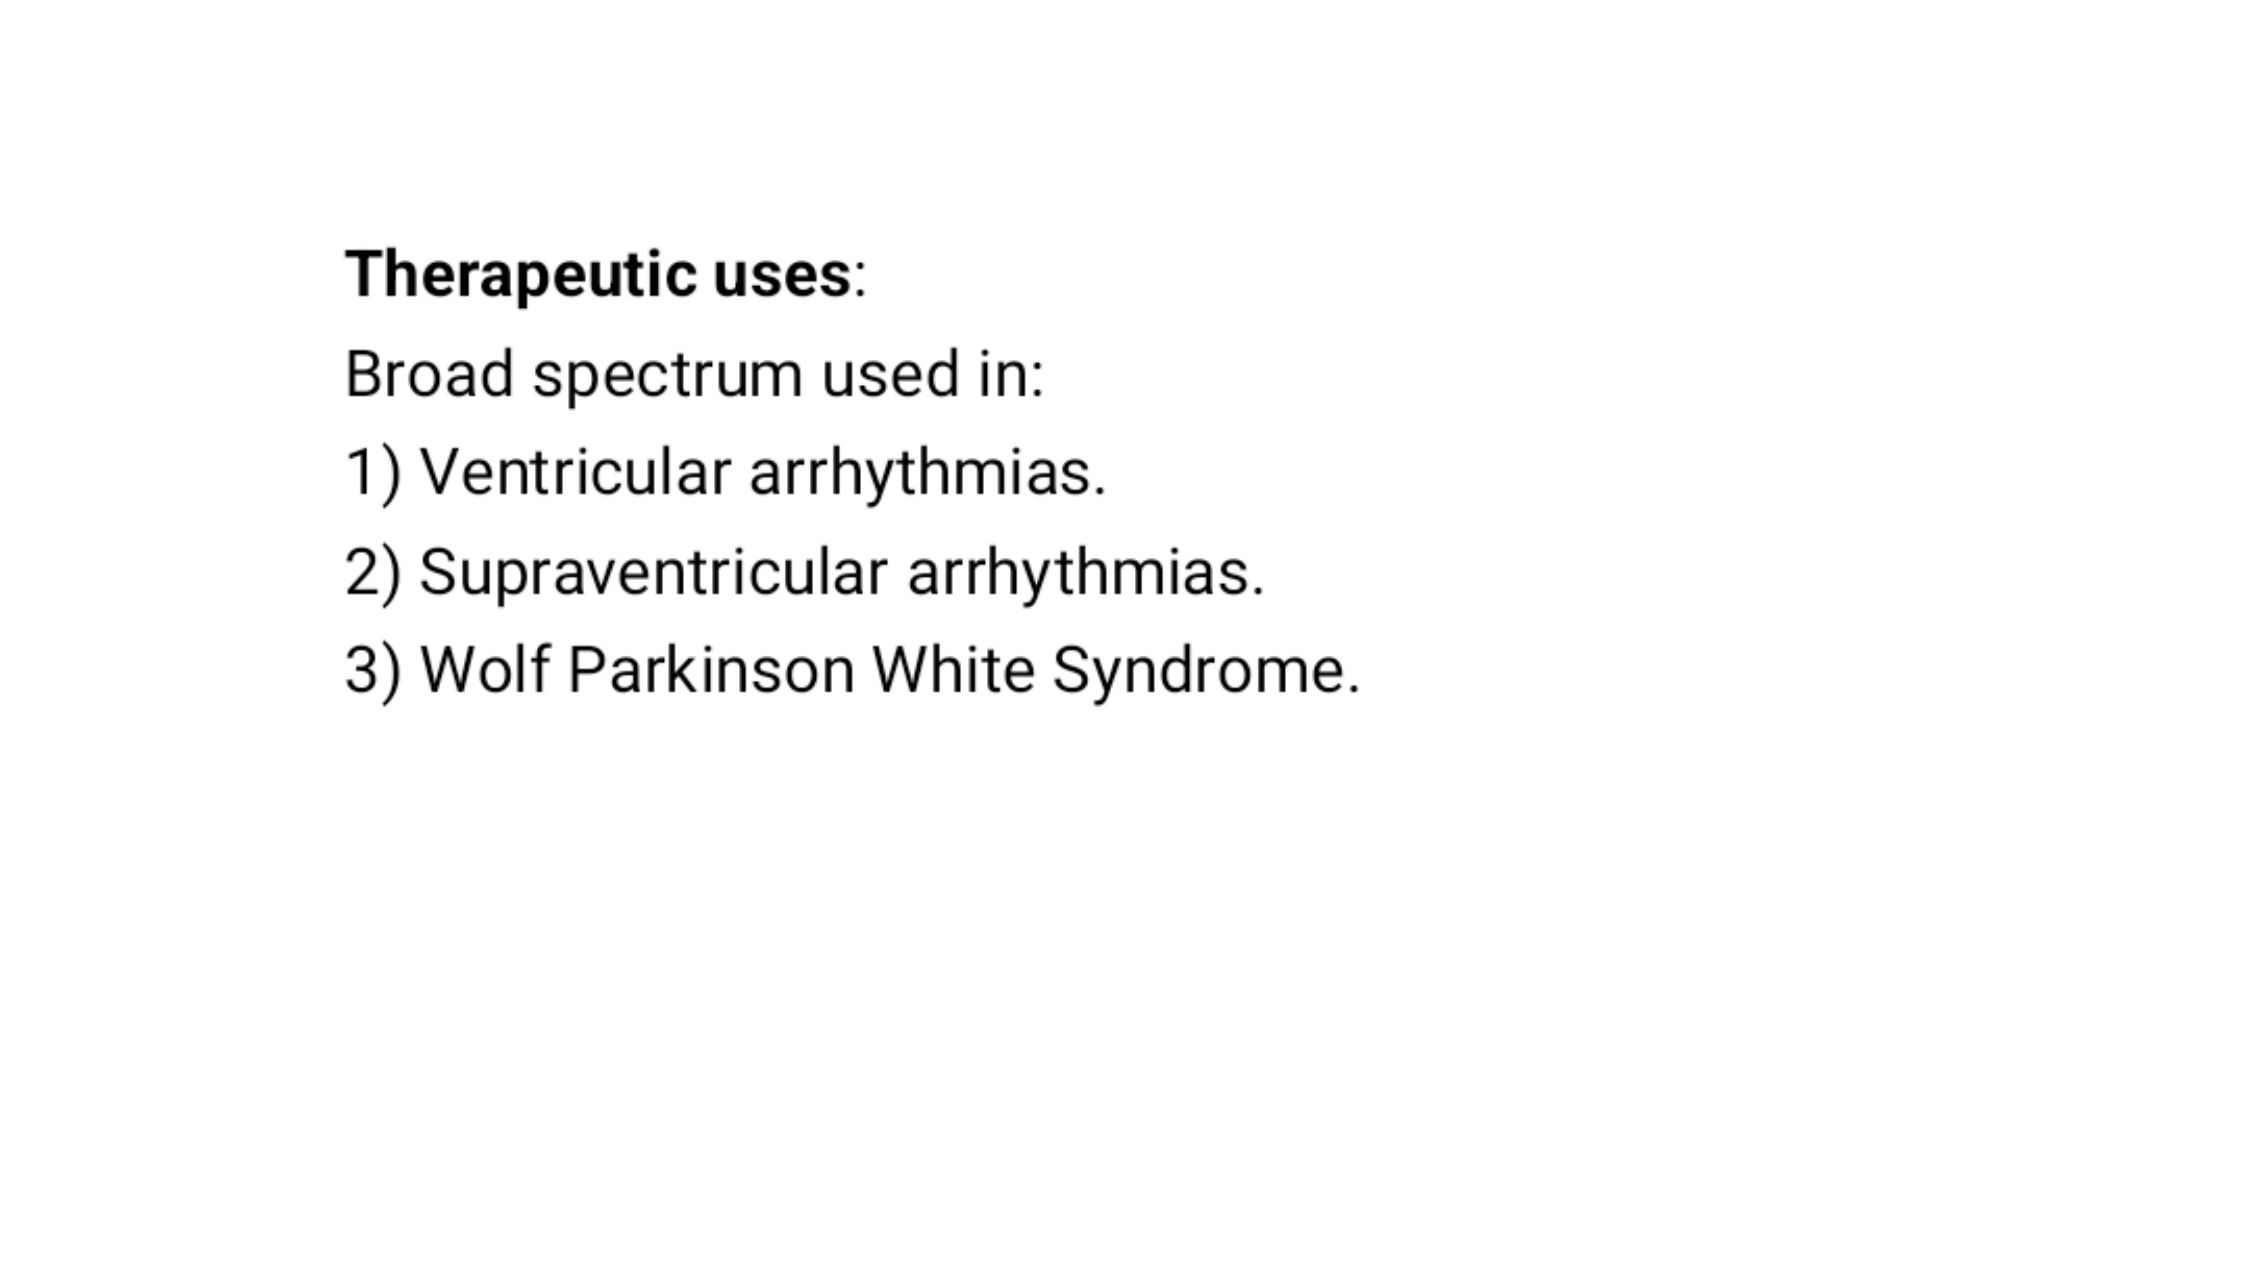 Therapeutic uses:
Broad spectrum used in:
1) Ventricular arrhythmias.
2) Supraventricular arrhythmias.
3) Wolf Parkinson White Syndrome.